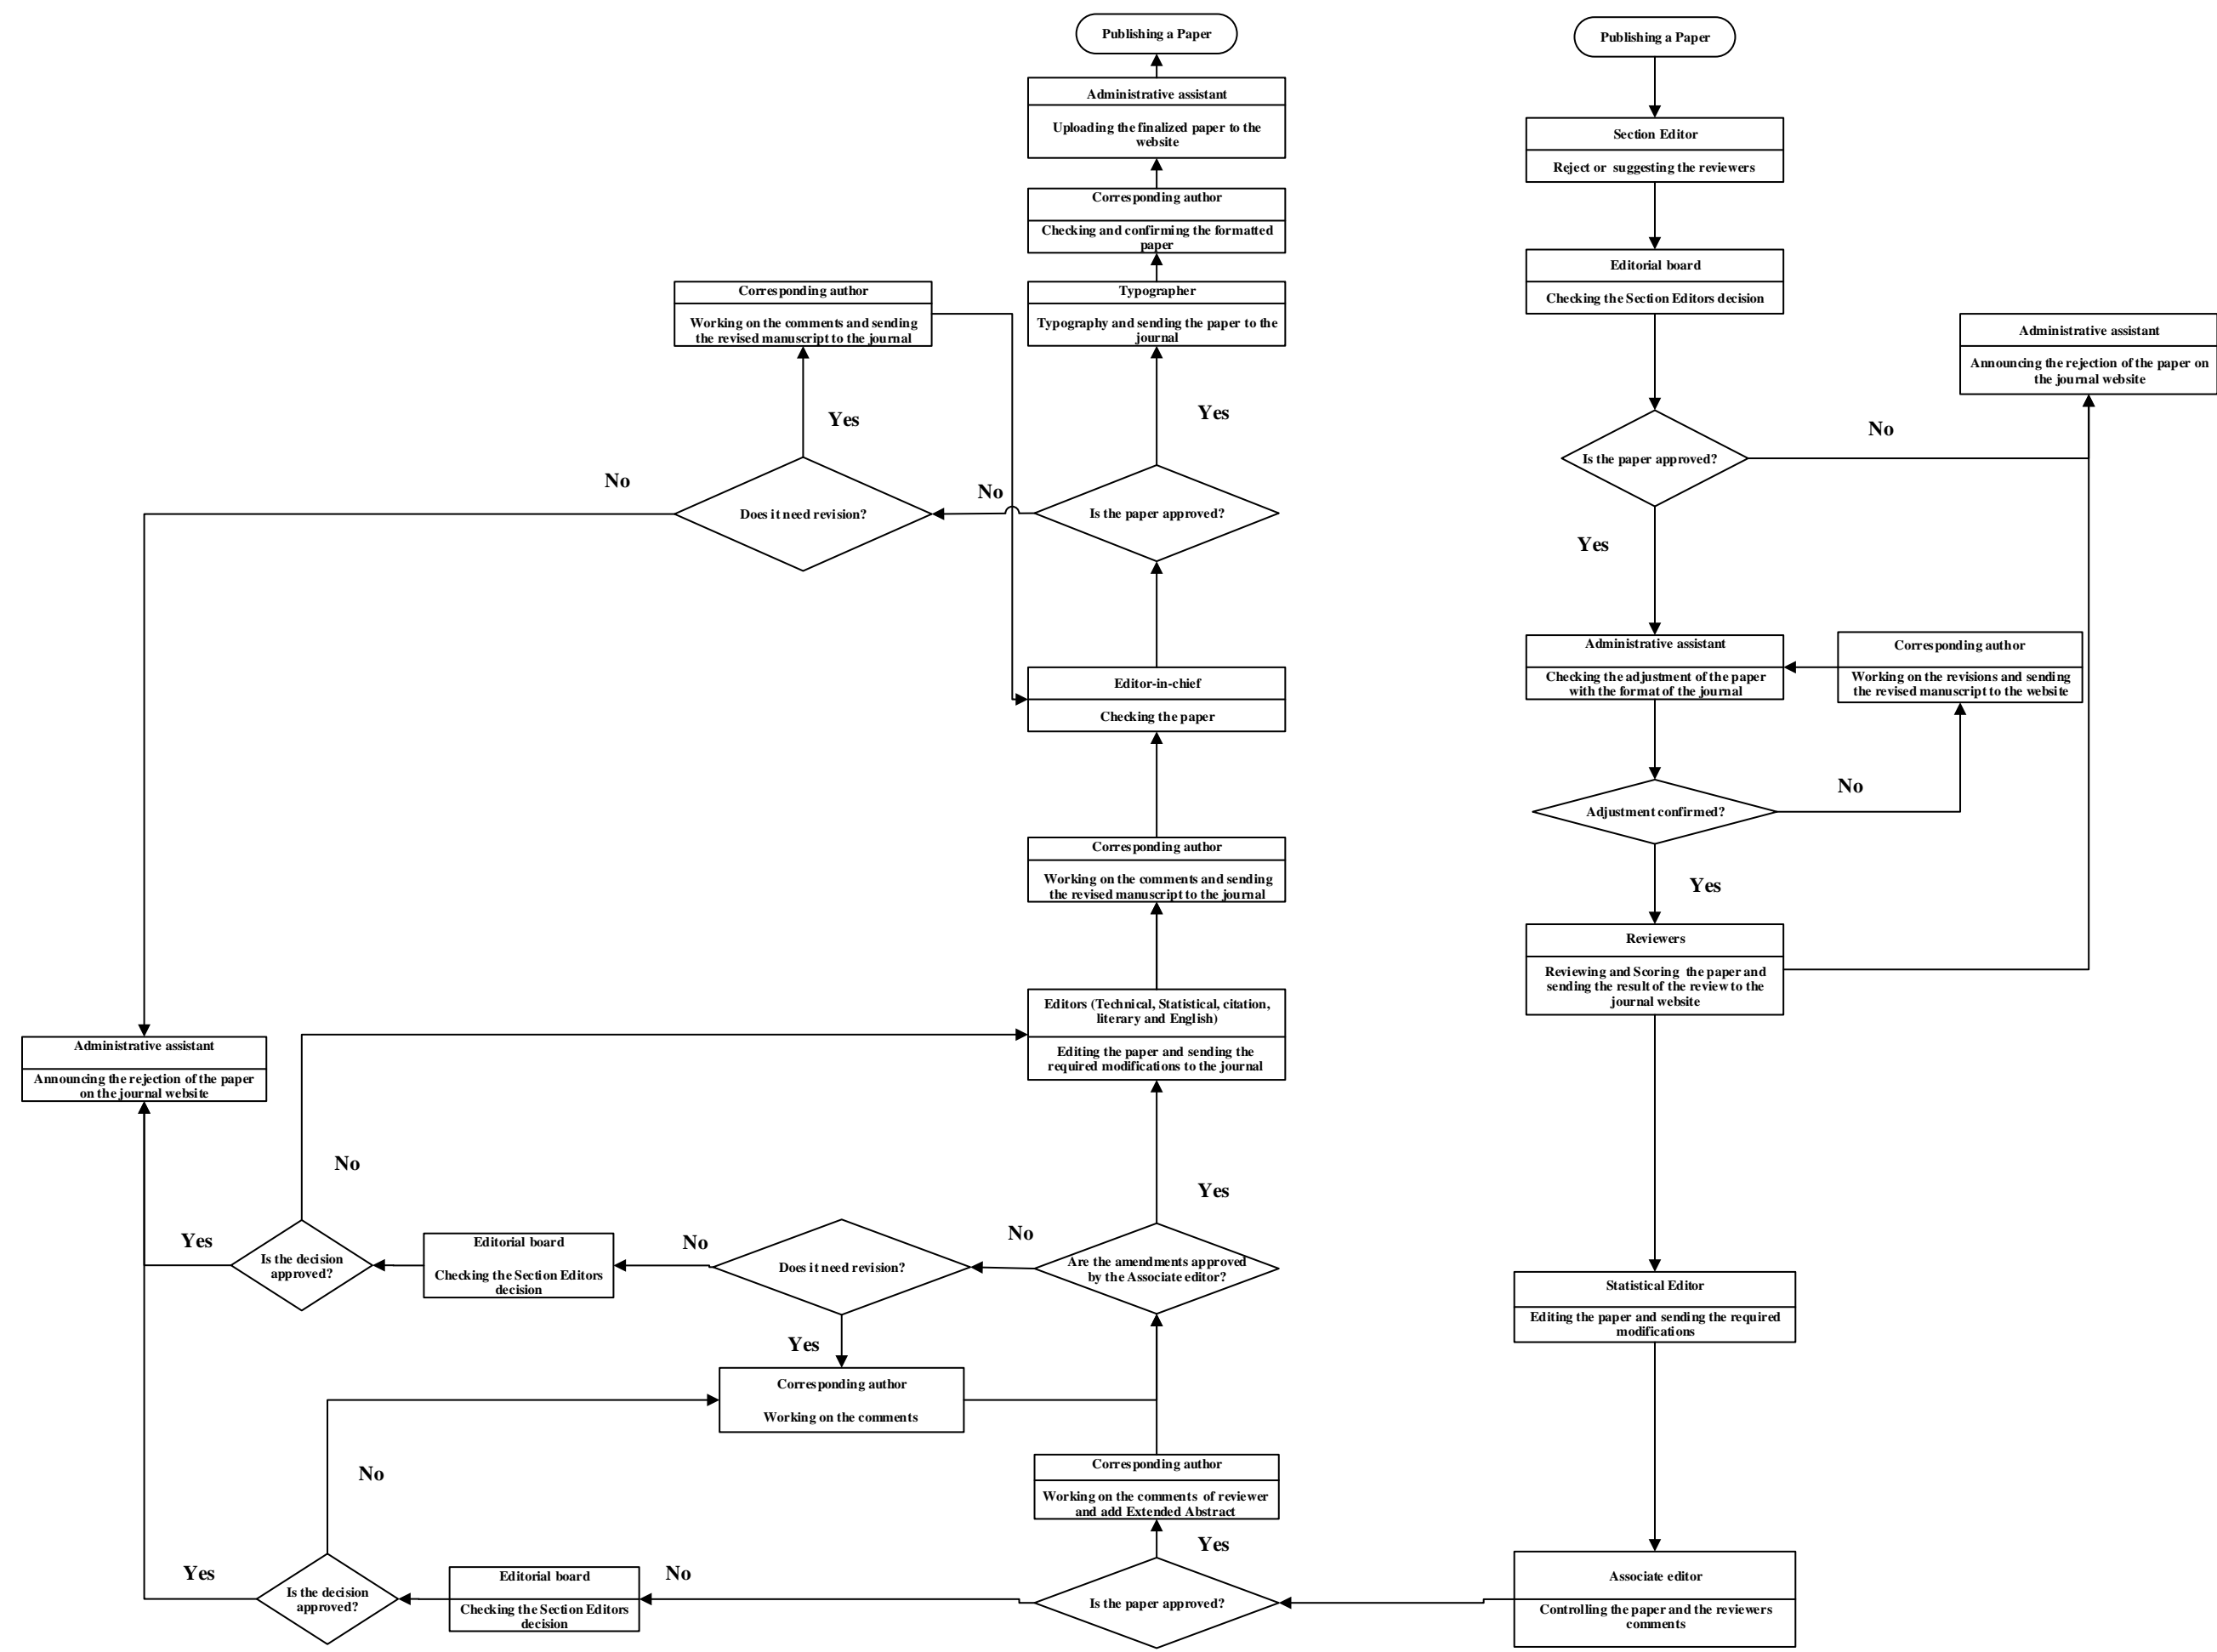 Publishing a Paper
Administrative assistant
Uploading the finalized paper to the
website
Corresponding author
Checking and confirming the formatted
paper
Typographer
Typography and sending the paper to the
journal
Corresponding author
Working on the comments and sending
the revised manuscript to the journal
Yes
Yes
No
No
Does it need revision?
Is the paper approved?
Editor-in-chief
Checking the paper
Corresponding author
Working on the comments and sending
the revised manuscript to the journal
Editors (Technical, Statistical, citation,
literary and English)
Editing the paper and sending the
required modifications to the journal
Administrative assistant
Announcing the rejection of the paper
on the journal website
No
Yes
Yes
No
No
Is the decision
approved?
Editorial board
Checking the Section Editors
decision
Does it need revision?
Are the amendments approved
by the Associate editor?
Yes
Corresponding author
Working on the comments
No
Corresponding author
Working on the comments of reviewer
and add Extended Abstract
Yes
Yes
No
Is the decision
approved?
Editorial board
Checking the Section Editors
decision
Is the paper approved?
Publishing a Paper
Section Editor
Reject or suggesting the reviewers
Editorial board
Checking the Section Editors decision
Administrative assistant
Announcing the rejection of the paper on
the journal website
No
Is the paper approved?
Yes
Administrative assistant
Checking the adjustment of the paper
with the format of the journal
Corresponding author
Working on the revisions and sending
the revised manuscript to the website
No
Adjustment confirmed?
Yes
Reviewers
Reviewing and Scoring the paper and
sending the result of the review to the
journal website
Statistical Editor
Editing the paper and sending the required
modifications
Associate editor
Controlling the paper and the reviewers
comments